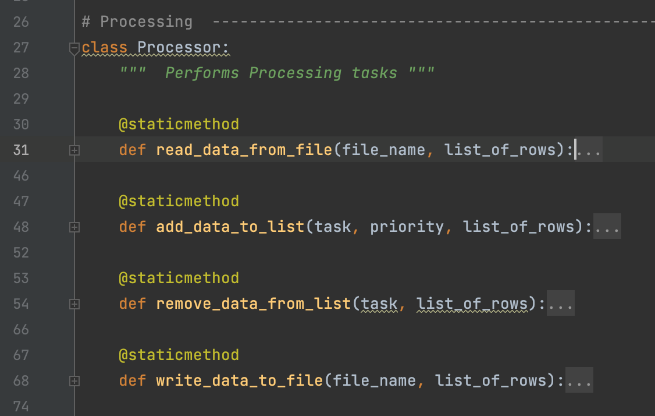 26 # Processing ------------------------------------------------
27 class Processor:
28 """  Performs Processing tasks """
29
30 @staticmethod
31 def read_data_from_file(file_name, list_of_rows):...
46
47 @staticmethod
48 def add_data_to_list(task, priority, list_of_rows):...
52
53 @staticmethod
54 def remove_data_from_list(task, list_of_rows):...
66
67 @staticmethod
68 def write_data_to_file(file_name, list_of_rows):...
74